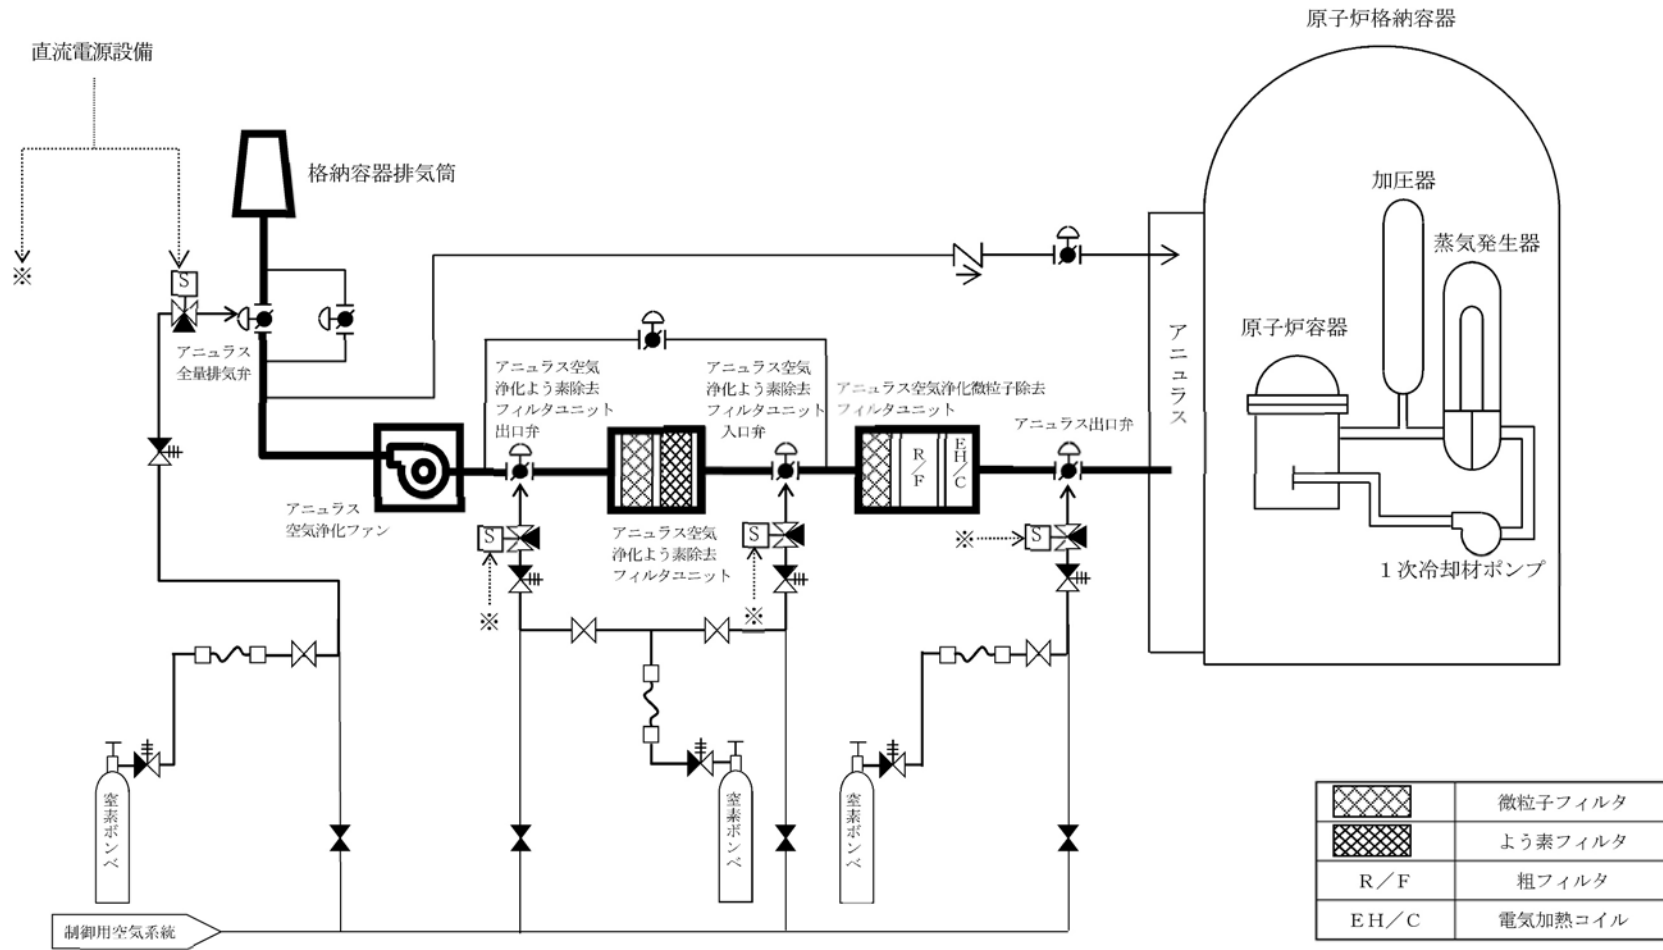 原子炉格納容器
直流電源設備
格納容器排気筒
加圧器
蒸気発生器
原子炉容器
1次冷却材ポンプ
アニュラス
※
S
アニュラス
全量排気弁
アニュラス空気
浄化よう素除去
フィルタユニット
出口弁
アニュラス空気
浄化よう素除去
フィルタユニット
入口弁
アニュラス空気浄化微粒子除去
フィルタユニット
アニュラス出口弁
R/F
EH/C
アニュラス
空気浄化ファン
アニュラス空気
浄化よう素除去
フィルタユニット
S
※
S
※
※
S
窒素ボンベ
窒素ボンベ
窒素ボンベ
制御用空気系統
微粒子フィルタ
よう素フィルタ
R/F
粗フィルタ
EH/C
電気加熱コイル